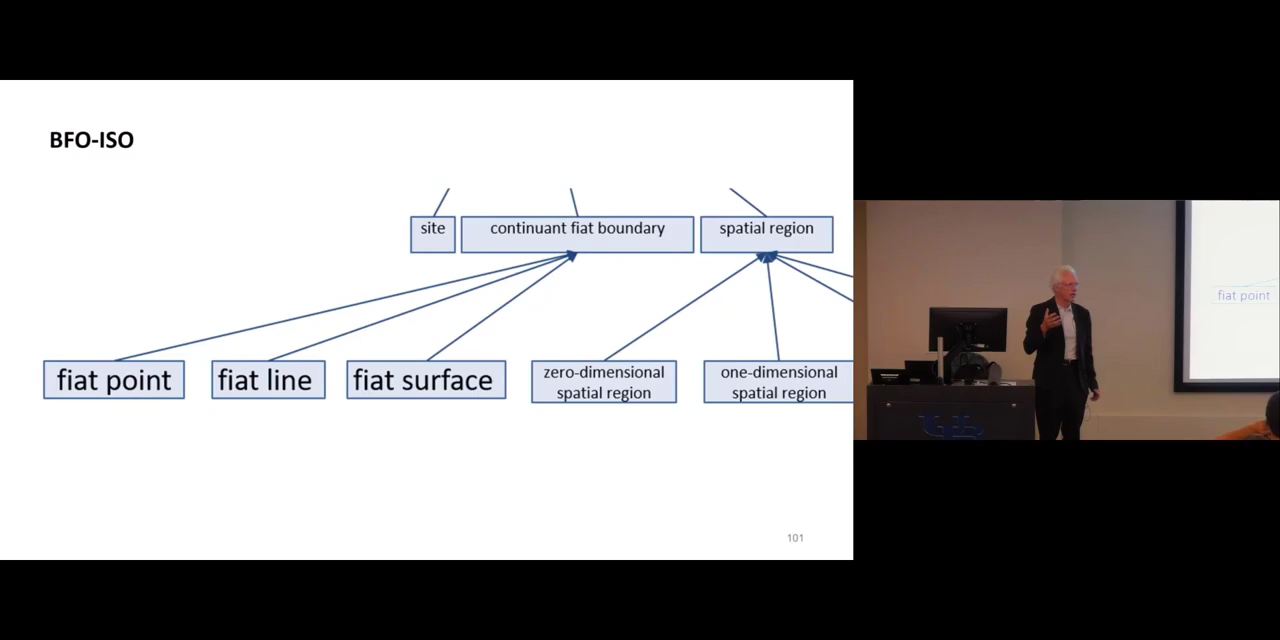 BFO-ISO
site
continuant fiat boundary
spatial region
fiat point
fiat line
fiat surface
zero-dimensional
spatial region
one-dimensional
spatial region
101
fiat point
UB